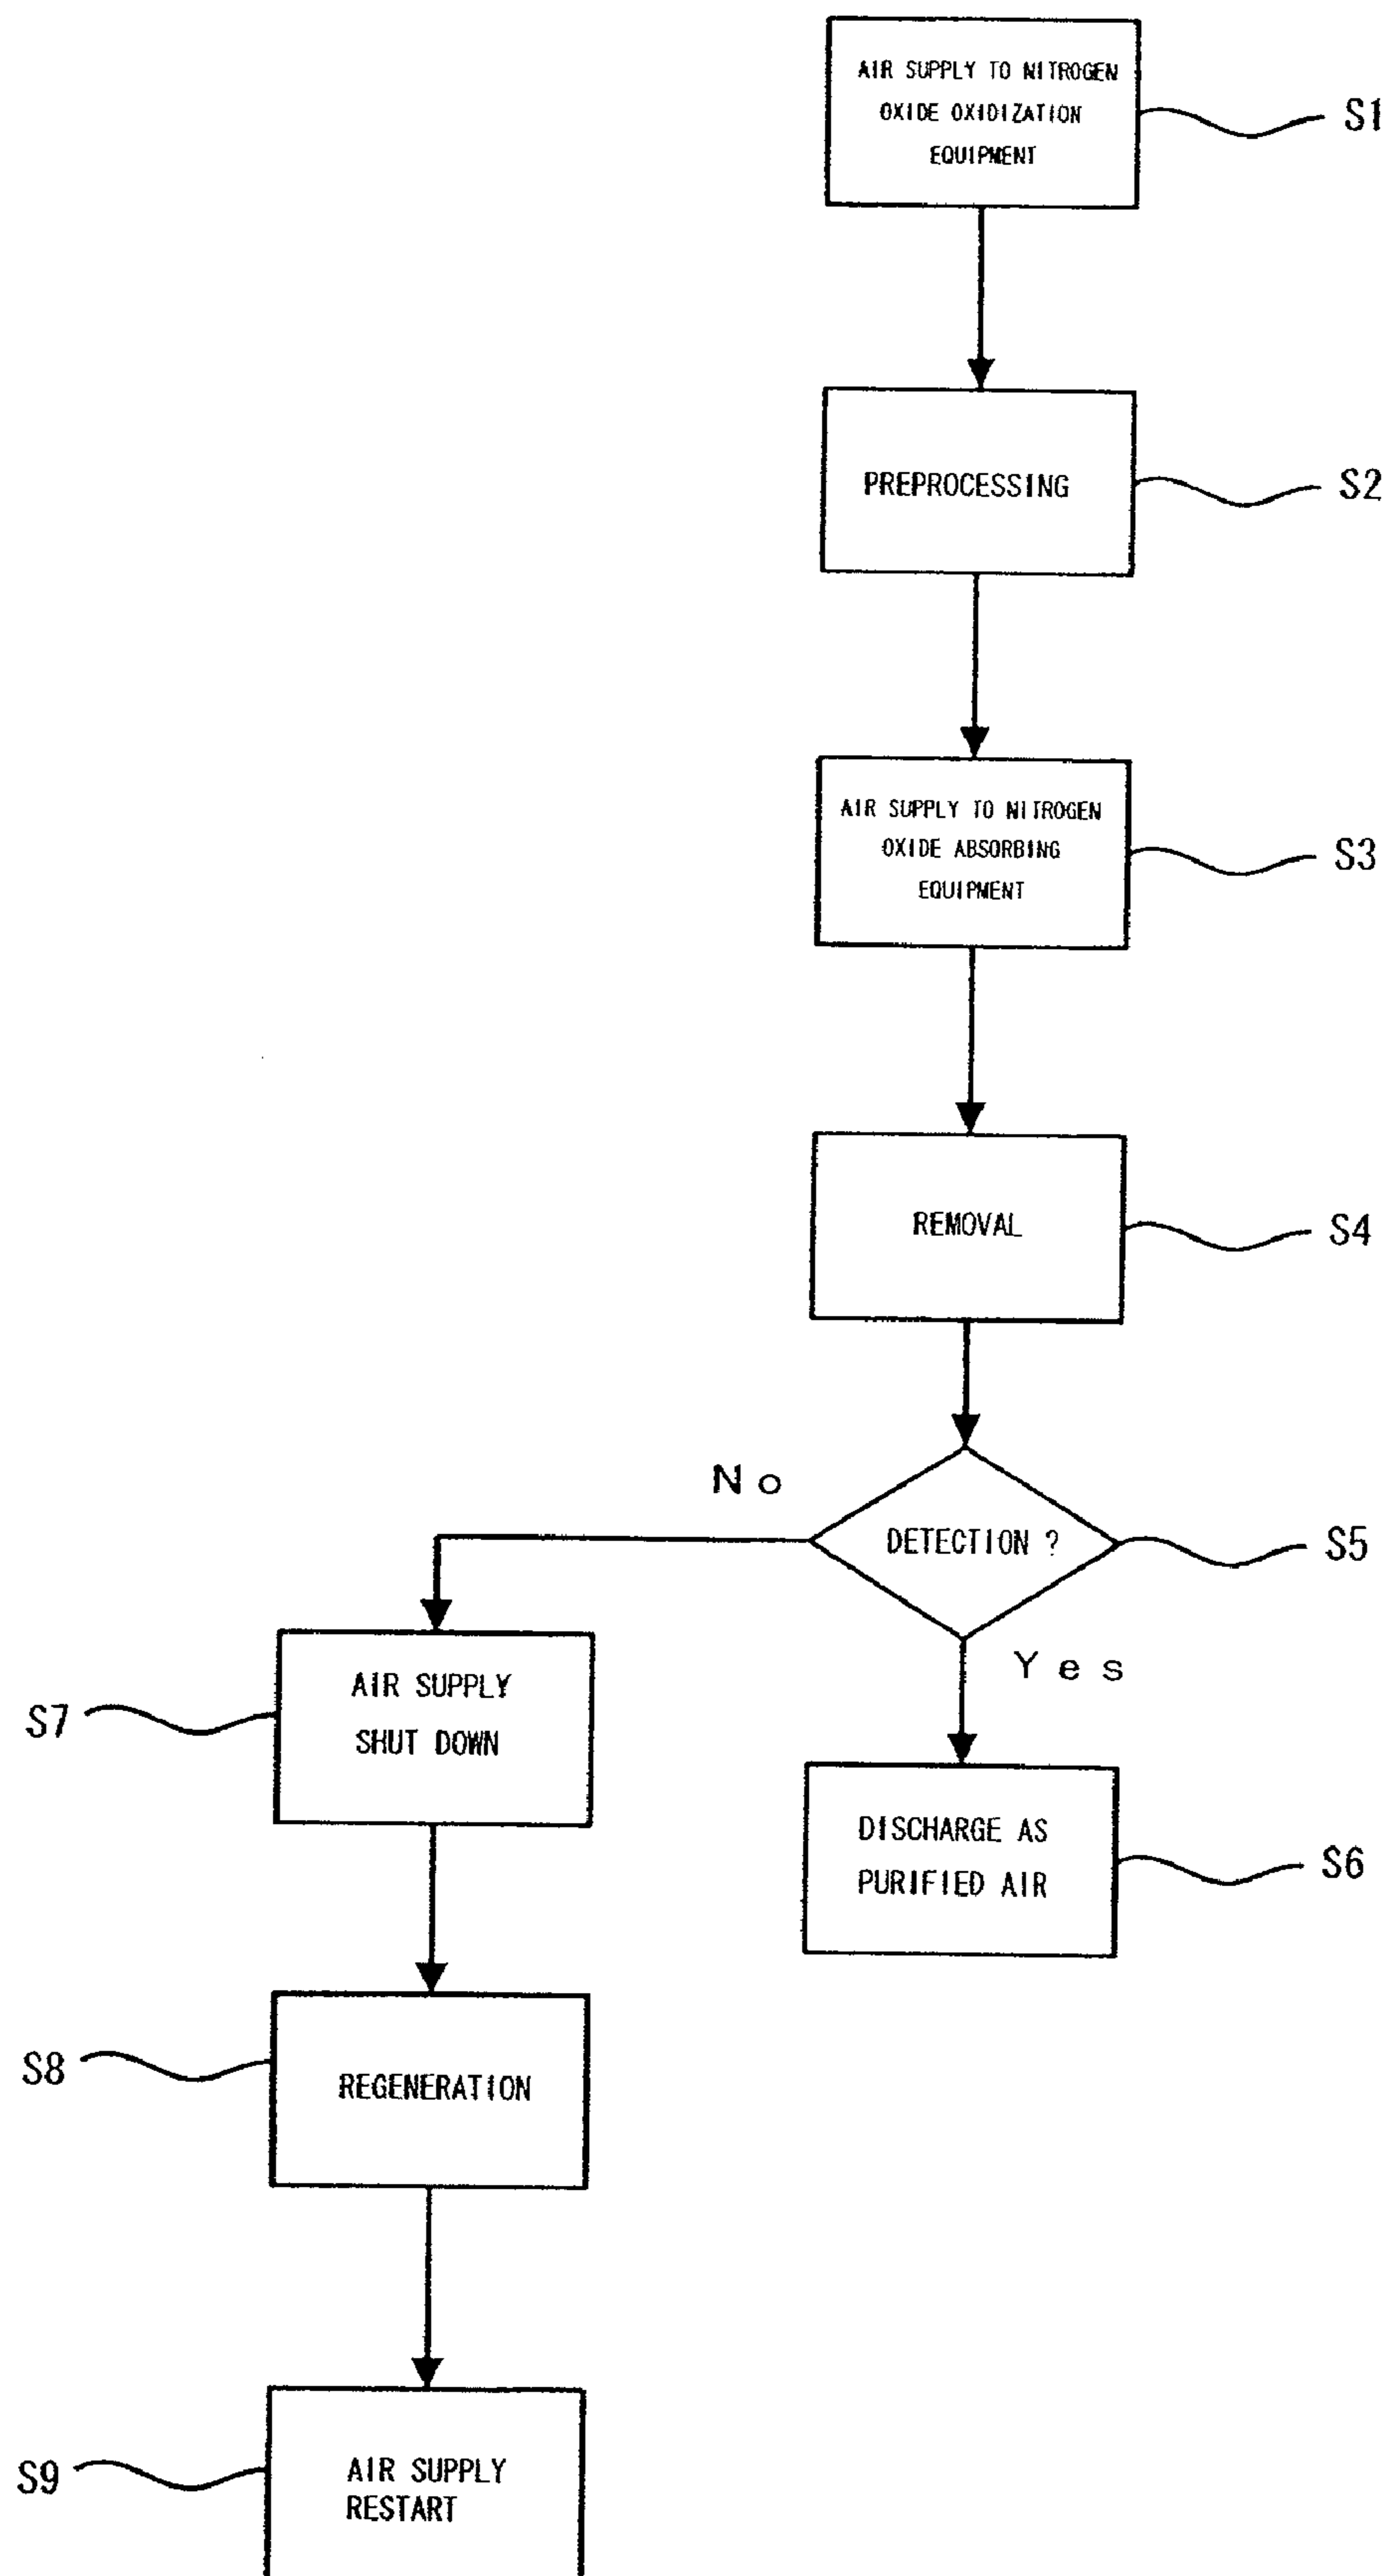 AIR SUPPLY TO NITROGEN
OXIDE OXIDIZATION
EQUIPMENT
S1
PREPROCESSING
S2
AIR SUPPLY TO NITROGEN
OXIDE ABSORBING
EQUIPMENT
S3
REMOVAL
S4
No
DETECTION ?
S5
Yes
AIR SUPPLY
SHUT DOWN
S7
DISCHARGE AS
PURIFIED AIR
S6
REGENERATION
S8
AIR SUPPLY
RESTART
S9